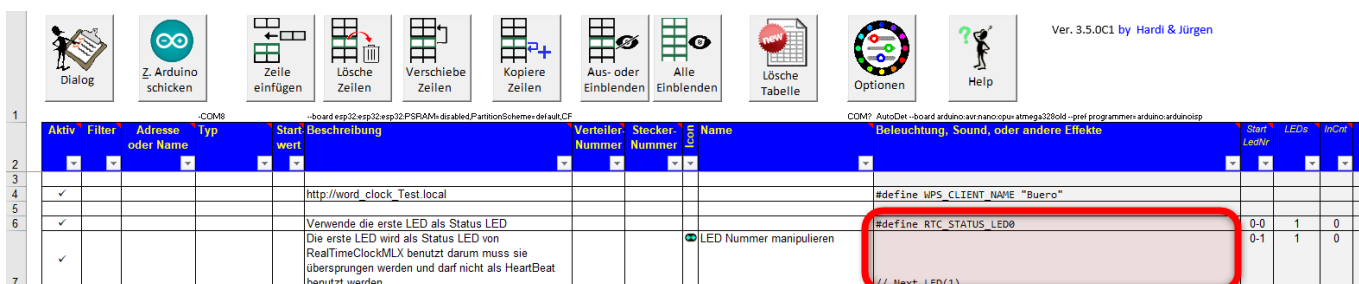 Dialog
Z. Arduino
schicken
Zeile
einfügen
Lösche
Zeilen
Verschiebe
Zeilen
Kopiere
Zeilen
Aus- oder
Einblenden
Alle
Einblenden
new
Lösche
Tabelle
Optionen
Help
Ver. 3.5.0C1 by Hardi & Jürgen
1
-COM8
--board esp32:esp32:esp32:PSRAM=disabled,PartitionScheme=default,CF
COM? AutoDet --board arduino:avr:nano:cpu=atmega328old --pref programmer=arduino:arduinoisp
Aktiv Filter Adresse Typ Start- Beschreibung Verteiler- Stecker- Icon Name Beleuchtung, Sound, oder andere Effekte Start LEDs InCnt
oder Name wert Nummer Nummer LedNr
2
3
4 ✓ http://word_clock_Test.local #define WPS_CLIENT_NAME "Buero"
5
6 ✓ Verwende die erste LED als Status LED #define RTC_STATUS_LED0 0-0 1 0
Die erste LED wird als Status LED von LED Nummer manipulieren 0-1 1 0
RealTimeClockMLX benutzt darum muss sie
✓ übersprungen werden und darf nicht als HeartBeat
7 benutzt werden // Next_LED(1)